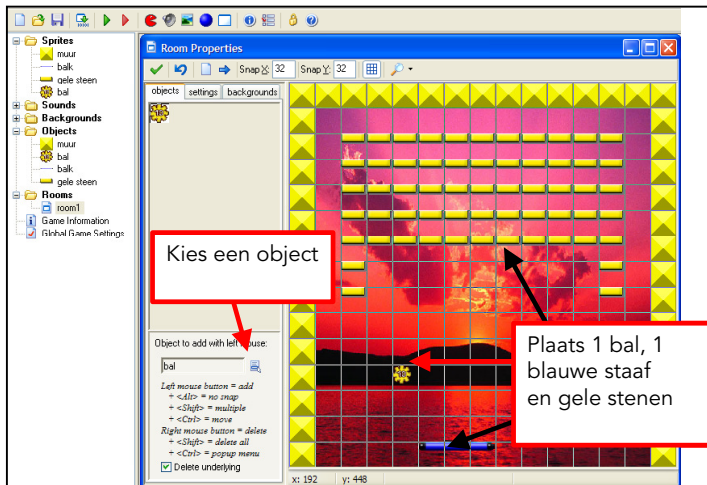 Sprites
muur
balk
gele steen
bal
Sounds
Backgrounds
Objects
muur
bal
balk
gele steen
Rooms
room1
Game Information
Global Game Settings
Room Properties
Snap X: 32 Snap Y: 32
objects settings backgrounds
Kies een object
Object to add with left mouse:
bal
Left mouse button = add
+ <Alt> = no snap
+ <Shift> = multiple
+ <Ctrl> = move
Right mouse button = delete
+ <Shift> = delete all
+ <Ctrl> = popup menu
Delete underlying
Plaats 1 bal, 1
blauwe staaf
en gele stenen
x: 192 y: 448